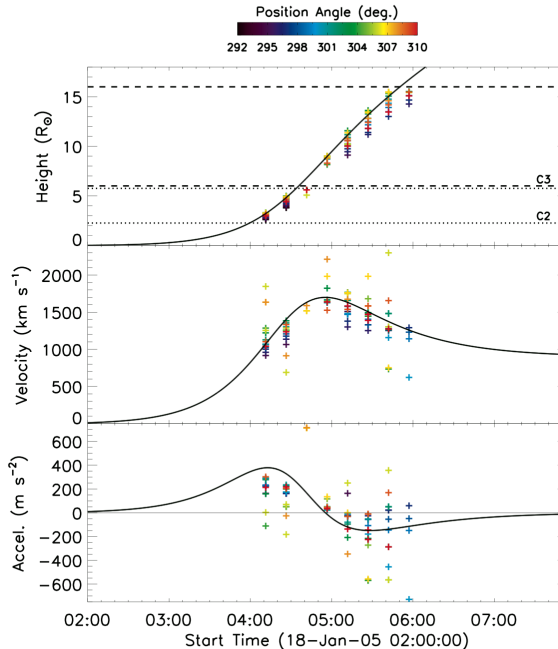 Position Angle (deg.)
292 295 298 301 304 307 310
Height (R⊙)
15
10
5
0
C3
C2
Velocity (km s⁻¹)
2000
1500
1000
500
0
Accel. (m s⁻²)
600
400
200
0
-200
-400
-600
02:00 03:00 04:00 05:00 06:00 07:00
Start Time (18-Jan-05 02:00:00)